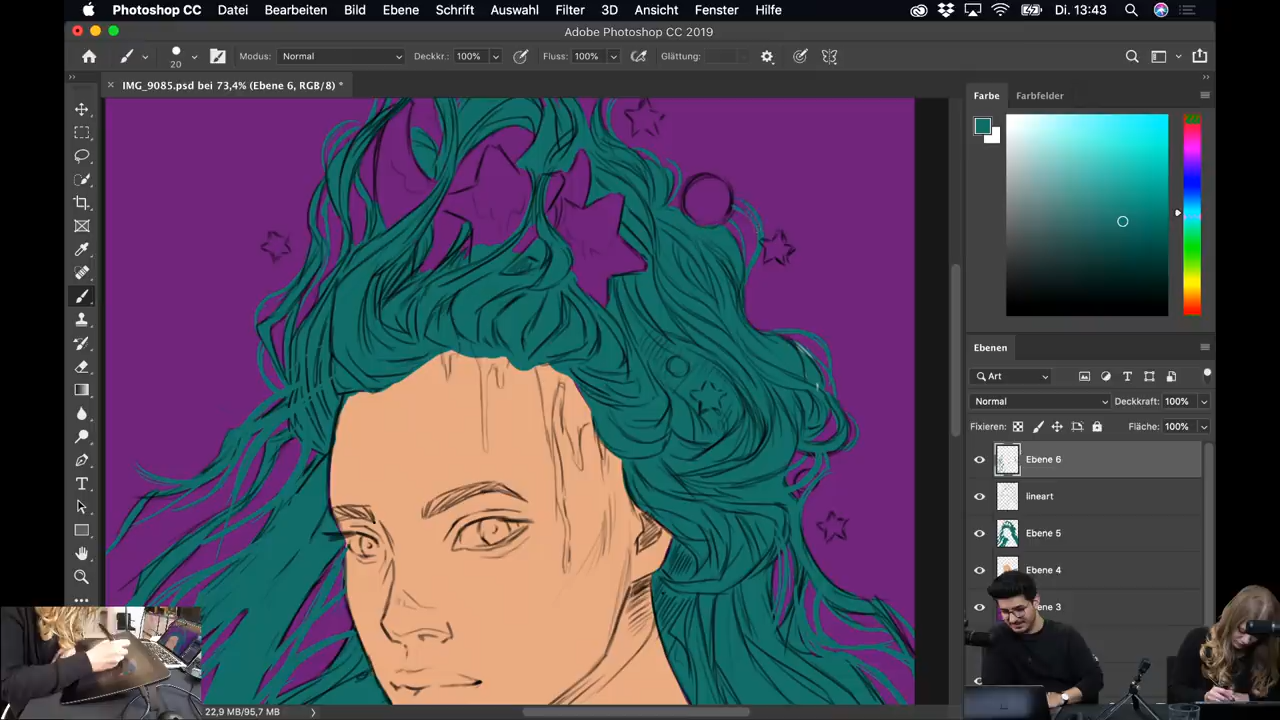 Photoshop CC Datei Bearbeiten Bild Ebene Schrift Auswahl Filter 3D Ansicht Fenster Hilfe Di. 13:43
Adobe Photoshop CC 2019
20 Modus: Normal Deckkr.: 100% Fluss: 100% Glättung:
IMG_9085.psd bei 73,4% (Ebene 6, RGB/8) *
Farbe Farbfelder
Ebenen
Art
Normal Deckkraft: 100%
Fixieren: Fläche: 100%
Ebene 6
lineart
Ebene 5
Ebene 4
ne 3
22,9 MB/95,7 MB